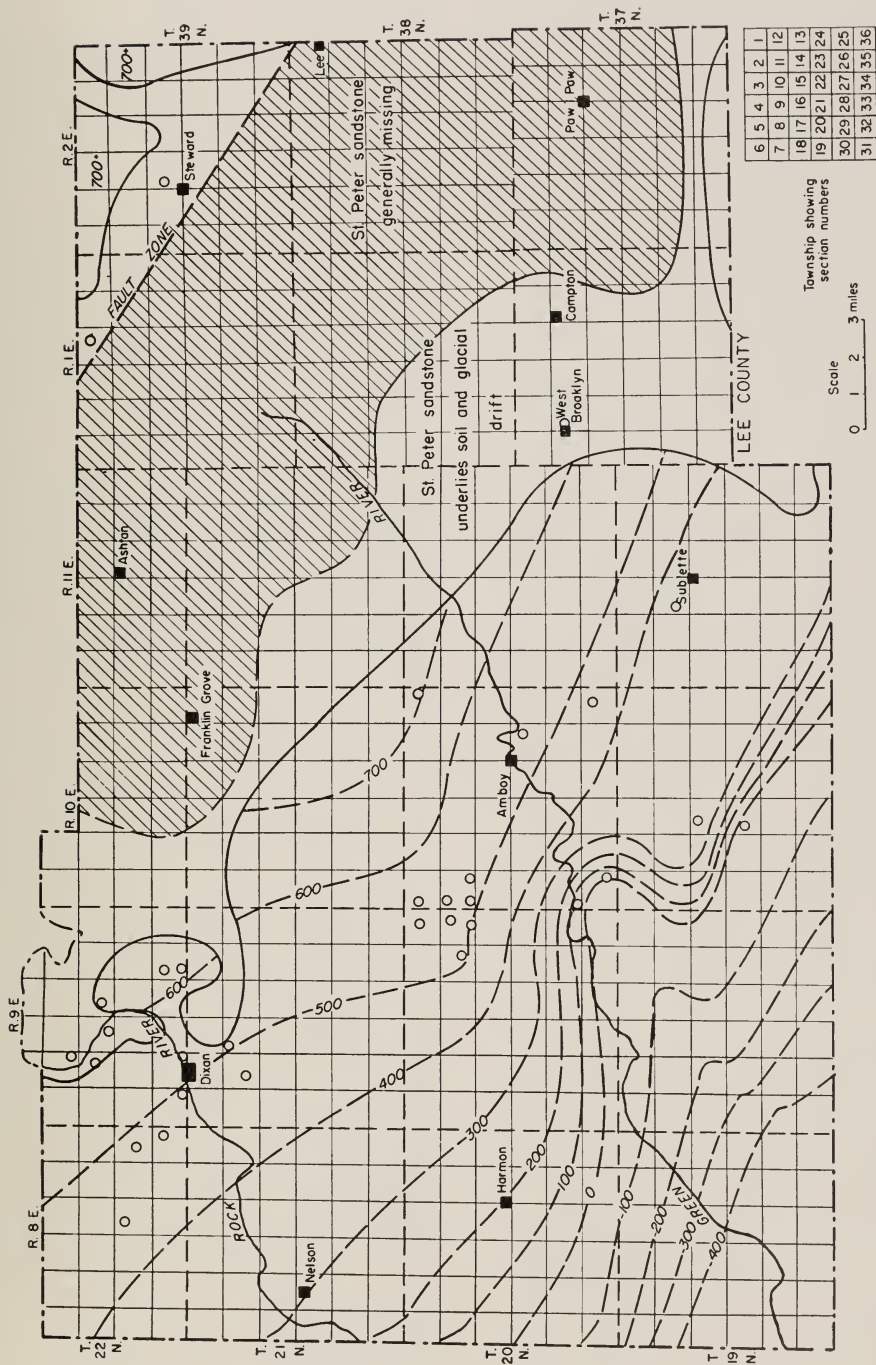 R. 8 E.
R. 9 E
R. 10 E.
R. 11 E.
R. 1 E.
R. 2 E.
T.
22
N.
T.
21
N.
T.
20
N.
T
19
N.
T.
39
N.
T.
38
N.
T.
37
N.
700+
700+
Steward
FAULT ZONE
Lee
St. Peter sandstone
generally missing
Paw Paw
Ashton
Franklin Grove
RIVER
St. Peter sandstone
underlies soil and glacial
drift
Campton
West
Brooklyn
LEE COUNTY
Sublette
Amboy
700
600
600
500
400
300
200
100
0
-100
-200
-300
-400
RIVER
Dixon
ROCK
Nelson
Harmon
GREEN
6 5 4 3 2 1
7 8 9 10 11 12
18 17 16 15 14 13
19 20 21 22 23 24
30 29 28 27 26 25
31 32 33 34 35 36
Township showing
section numbers
Scale
0 1 2 3 miles